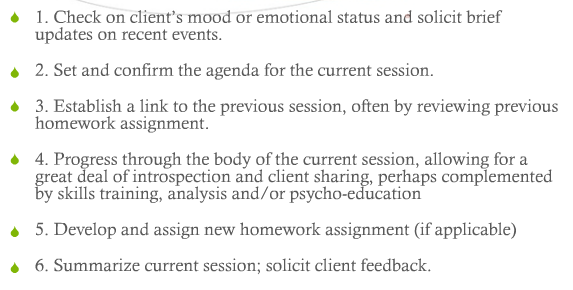 1. Check on client's mood or emotional status and solicit brief
updates on recent events.
2. Set and confirm the agenda for the current session.
3. Establish a link to the previous session, often by reviewing previous
homework assignment.
4. Progress through the body of the current session, allowing for a
great deal of introspection and client sharing, perhaps complemented
by skills training, analysis and/or psycho-education
5. Develop and assign new homework assignment (if applicable)
6. Summarize current session; solicit client feedback.